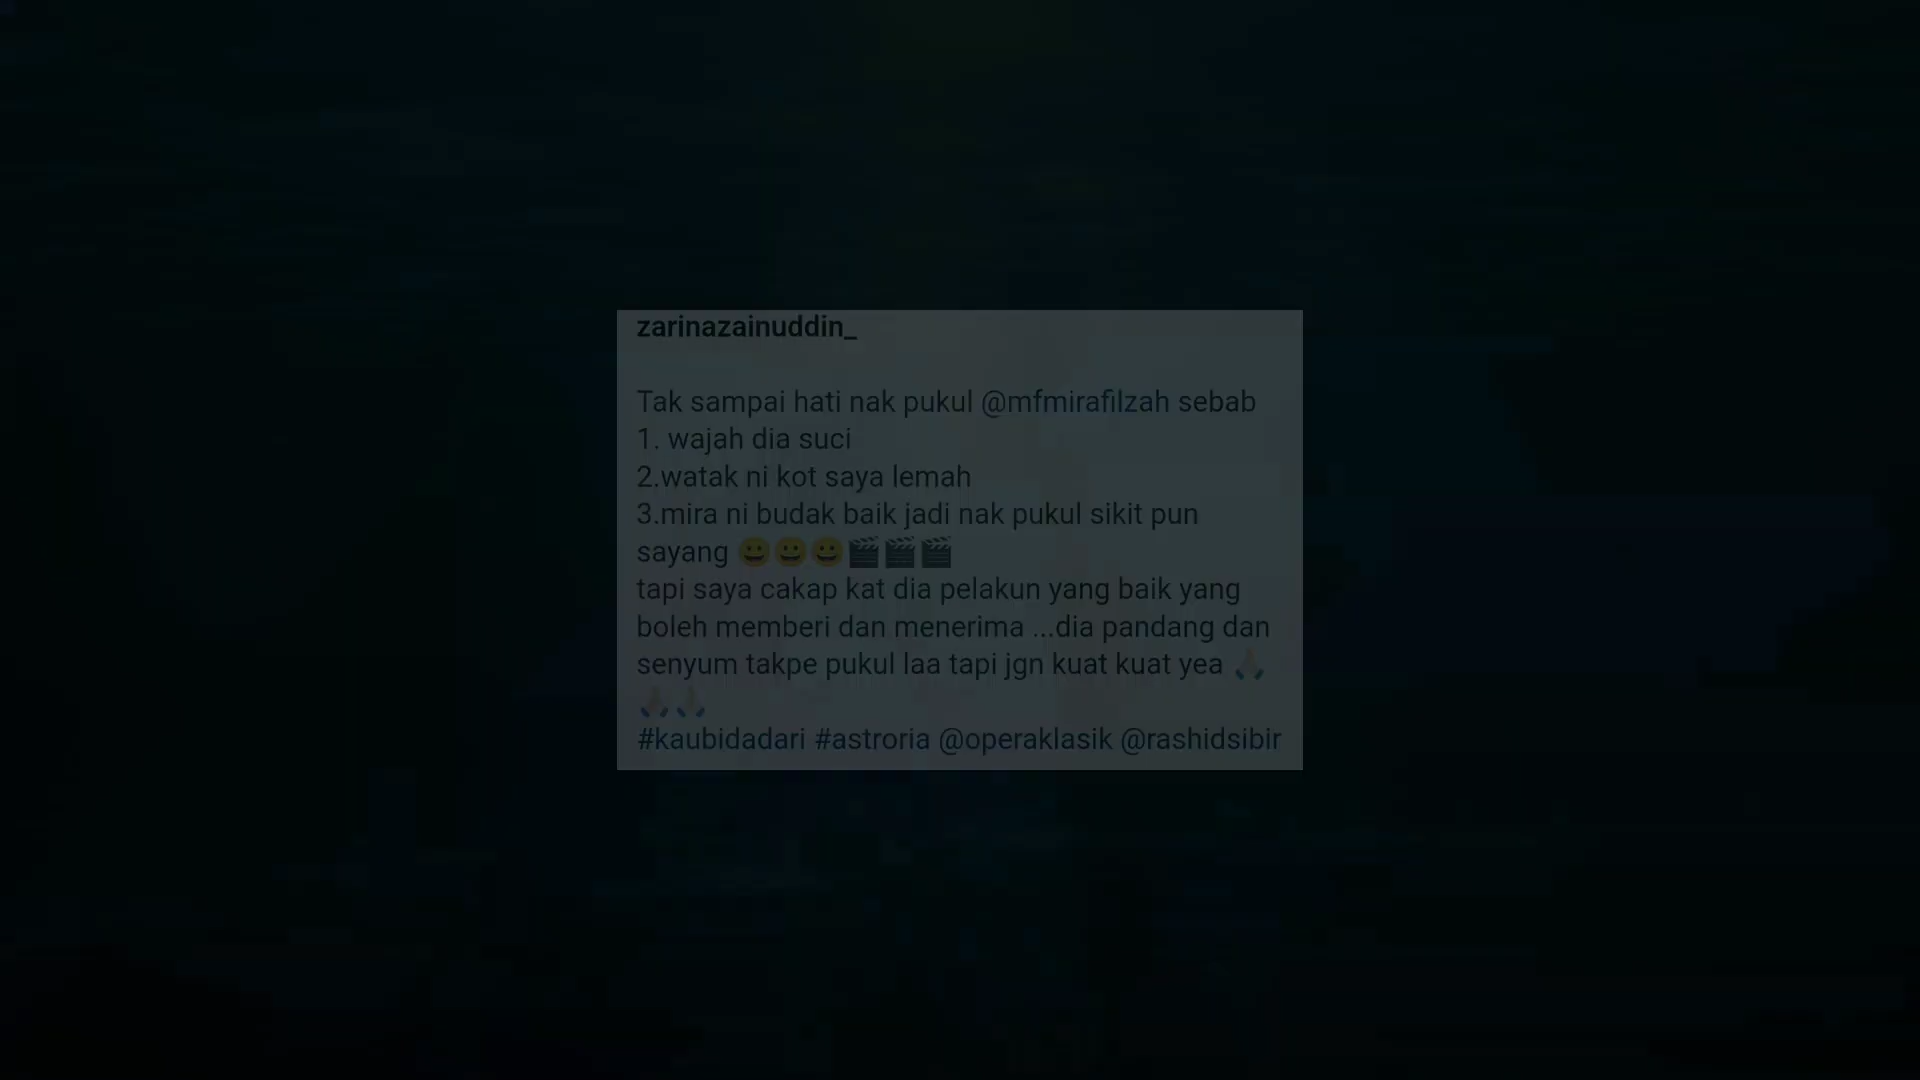 zarinazainuddin_
Tak sampai hati nak pukul @mfmirafilzah sebab
1. wajah dia suci
2.watak ni kot saya lemah
3.mira ni budak baik jadi nak pukul sikit pun
sayang 😀😀😀🎬🎬🎬
tapi saya cakap kat dia pelakun yang baik yang
boleh memberi dan menerima ...dia pandang dan
senyum takpe pukul laa tapi jgn kuat kuat yea 🙏🏻
🙏🏻🙏🏻
#kaubidadari #astroria @operaklasik @rashidsibir